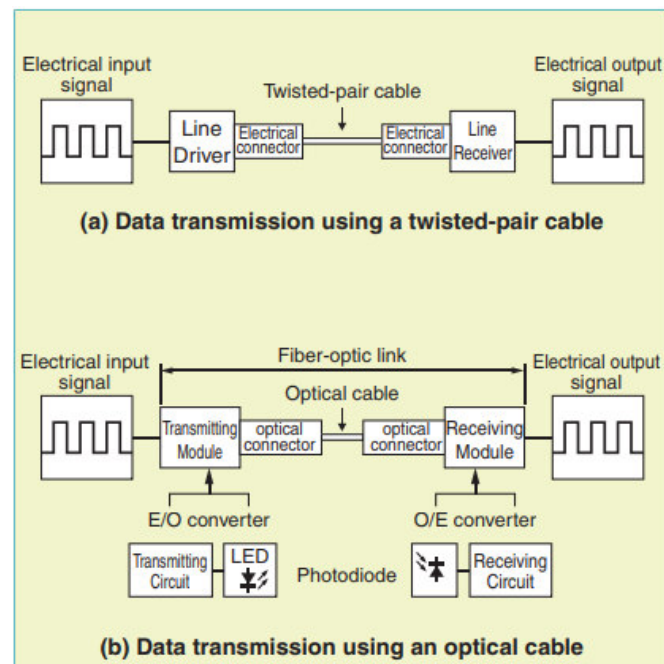 Electrical input
signal
Electrical output
signal
Twisted-pair cable
Line
Driver
Electrical
connector
Electrical
connector
Line
Receiver
(a) Data transmission using a twisted-pair cable
Electrical input
signal
Fiber-optic link
Electrical output
signal
Optical cable
Transmitting
Module
optical
connector
optical
connector
Receiving
Module
E/O converter
O/E converter
Transmitting
Circuit
LED
Photodiode
Receiving
Circuit
(b) Data transmission using an optical cable